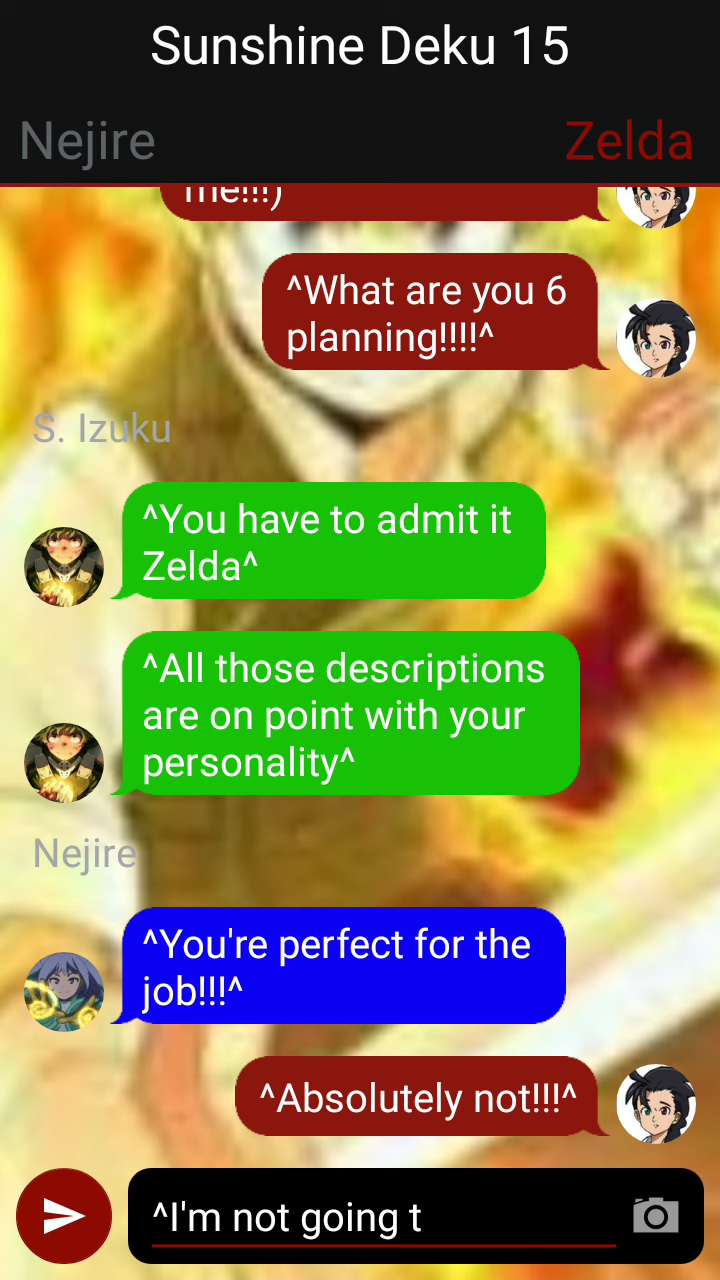 Sunshine Deku 15
Nejire Zelda
me!!!)
^What are you 6
planning!!!!^
S. Izuku
^You have to admit it
Zelda^
^All those descriptions
are on point with your
personality^
Nejire
^You're perfect for the
job!!!^
^Absolutely not!!!^
^I'm not going t